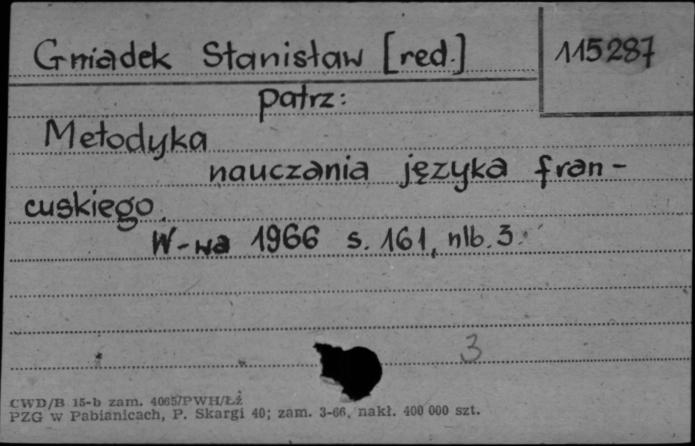 Gniadek Stanisław [red.]
115287
patrz:
Metodyka
nauczania języka fran-
cuskiego.
W-wa 1966 s. 161, nlb. 3.
3
CWD/B 15-b zam. 4065/PWH/Łź
PZG w Pabianicach, P. Skargi 40; zam. 3-66, nakł. 400 000 szt.